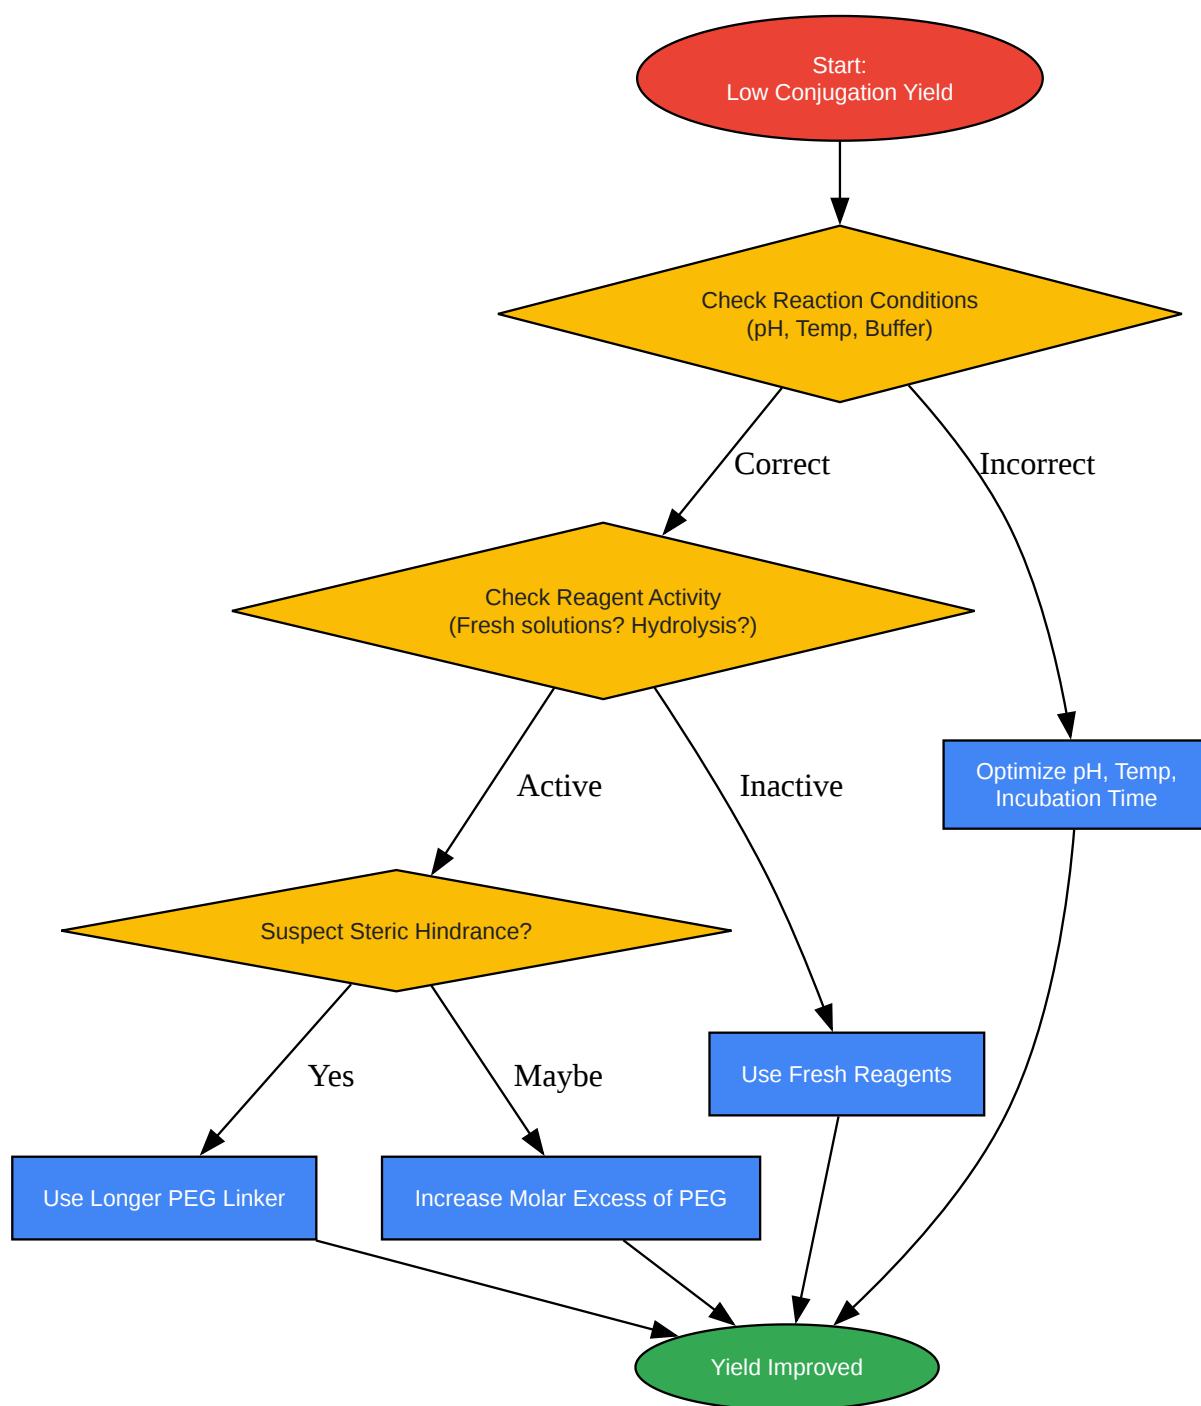 Start:
Low Conjugation Yield
Check Reaction Conditions
(pH, Temp, Buffer)
Correct
Incorrect
Check Reagent Activity
(Fresh solutions? Hydrolysis?)
Optimize pH, Temp,
Incubation Time
Active
Inactive
Suspect Steric Hindrance?
Yes
Maybe
Use Fresh Reagents
Use Longer PEG Linker
Increase Molar Excess of PEG
Yield Improved